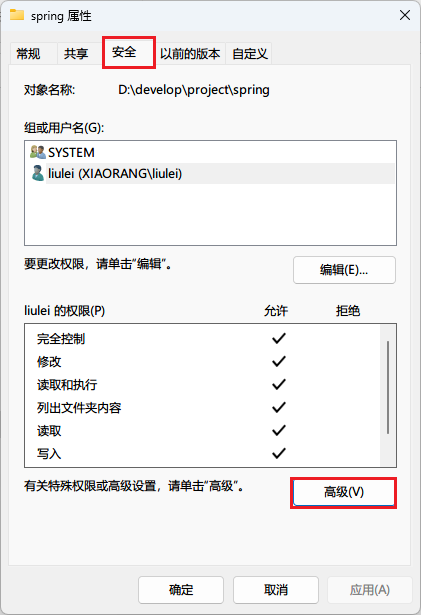 spring 属性
常规 共享 安全 以前的版本 自定义
对象名称: D:\develop\project\spring
组或用户名(G):
SYSTEM
liulei (XIAORANG\liulei)
要更改权限，请单击"编辑"。
编辑(E)...
liulei 的权限(P) 允许 拒绝
完全控制
修改
读取和执行
列出文件夹内容
读取
写入
有关特殊权限或高级设置，请单击"高级"。
高级(V)
确定 取消 应用(A)